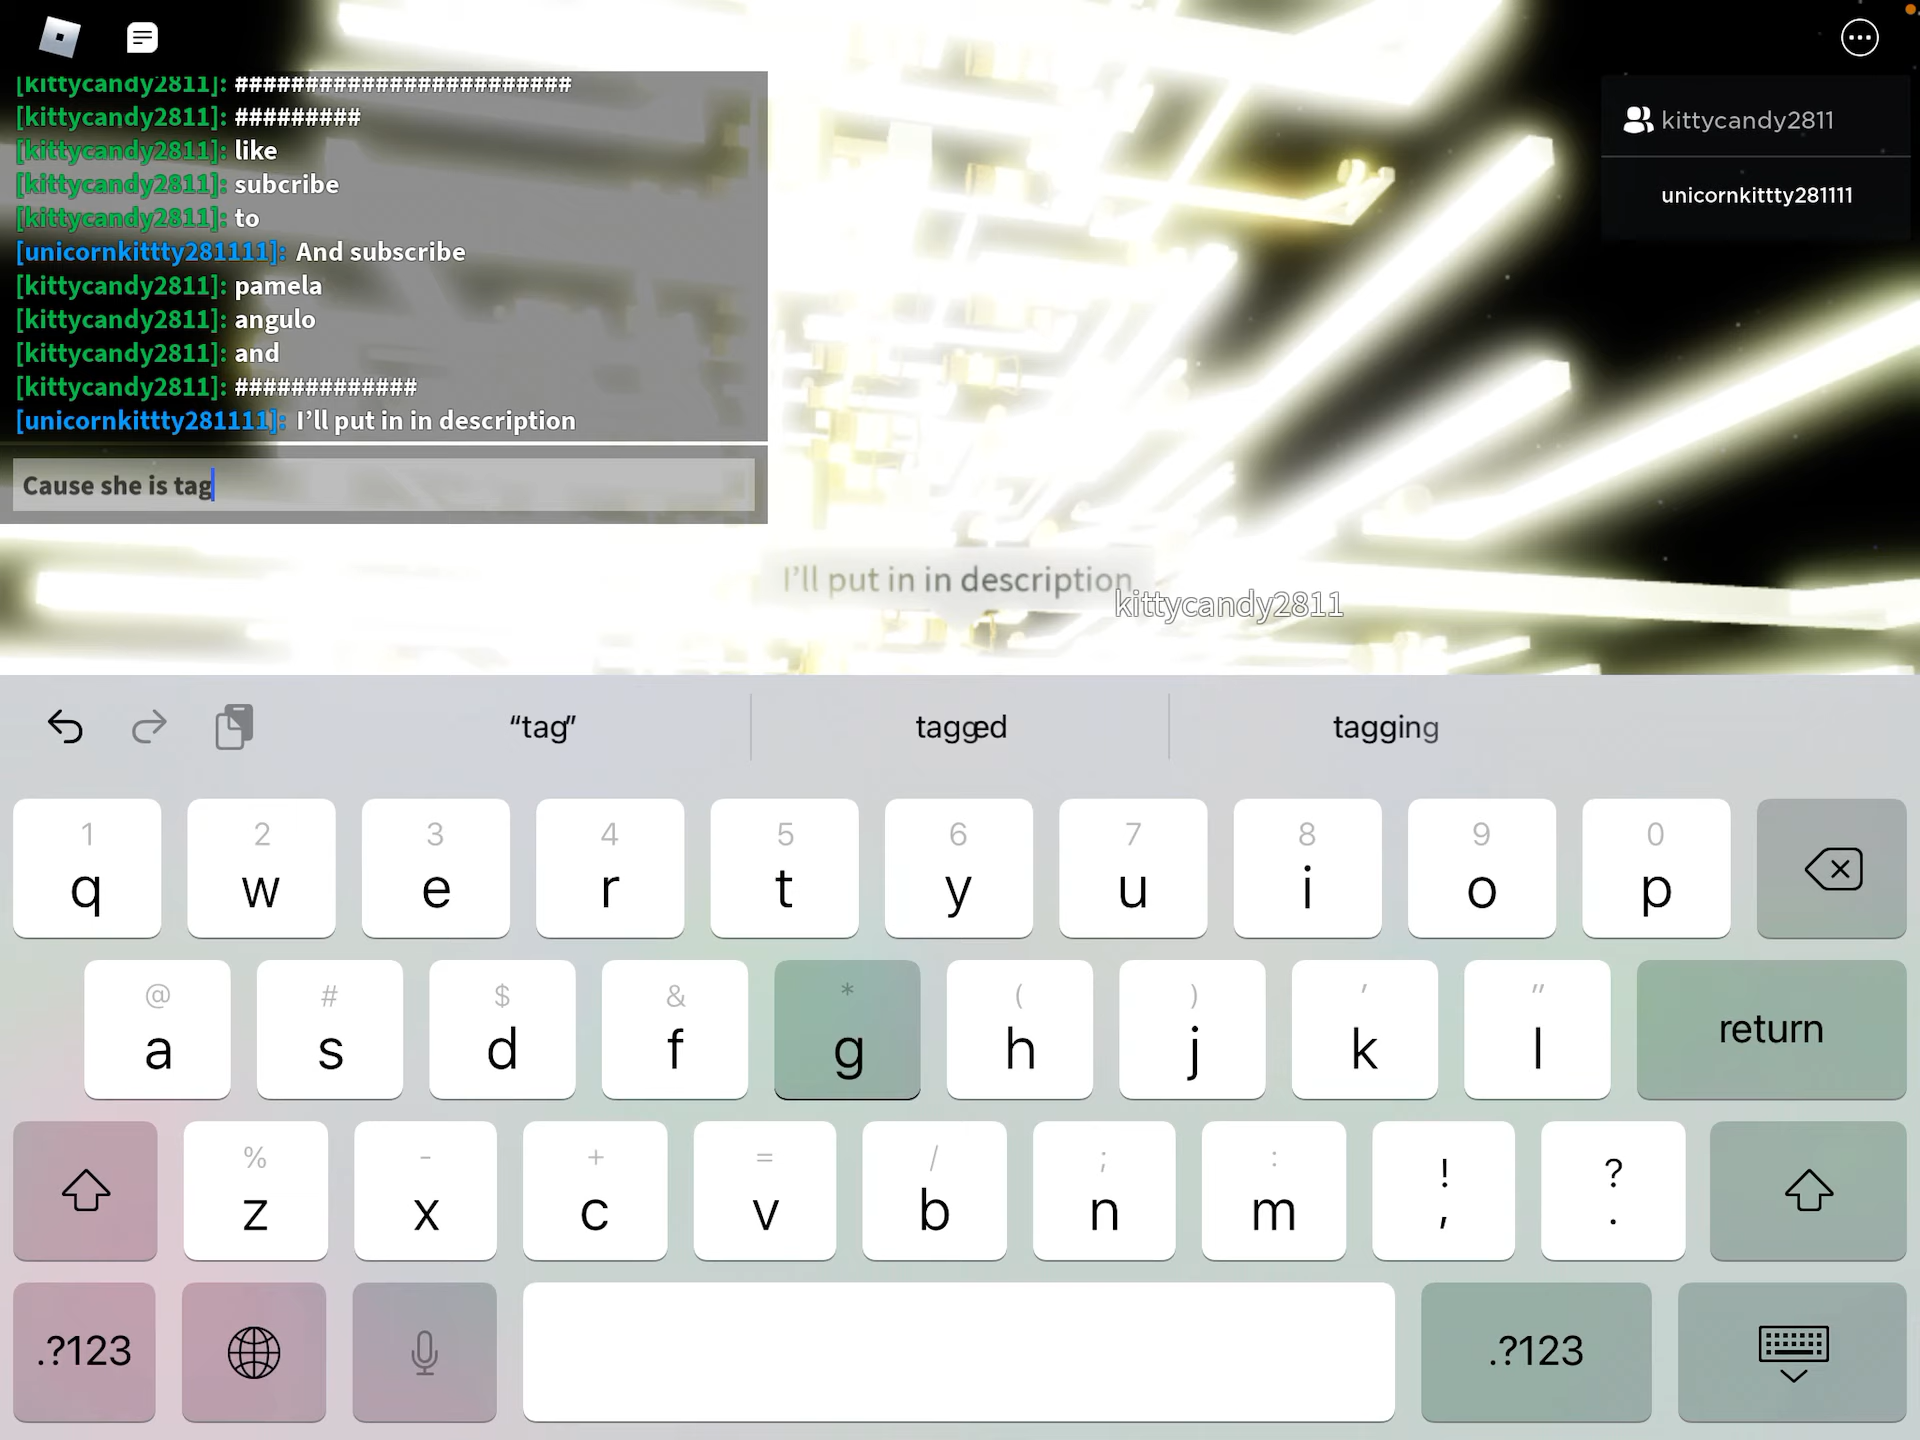 [kittycandy2811]: ########################
[kittycandy2811]: #########
[kittycandy2811]: like
[kittycandy2811]: subcribe
[kittycandy2811]: to
[unicornkittty281111]: And subscribe
[kittycandy2811]: pamela
[kittycandy2811]: angulo
[kittycandy2811]: and
[kittycandy2811]: #############
[unicornkittty281111]: I’ll put in in description
Cause she is tag
kittycandy2811
unicornkittty281111
I’ll put in in description
kittycandy2811
“tag” tagged tagging
1 2 3 4 5 6 7 8 9 0
q w e r t y u i o p
@ # $ & * ( ) ' "
a s d f g h j k l return
% - + = / ; : ! ?
z x c v b n m , .
.?123 .?123